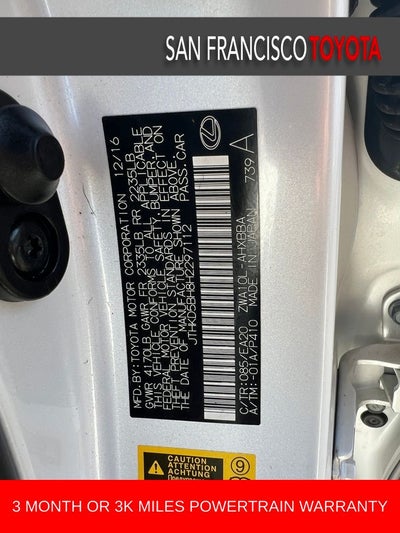 SAN FRANCISCO TOYOTA
MFD.BY:TOYOTA MOTOR CORPORATION 12/16
GVWR 4170LB GAWR FR 2335LB RR 2235LB
THIS VEHICLE CONFORMS TO ALL APPLICABLE
FEDERAL MOTOR VEHICLE SAFETY, BUMPER, AND
THEFT PREVENTION STANDARDS IN EFFECT ON
THE DATE OF MANUFACTURE SHOWN ABOVE.
JTHKD5BH8H2297112 PASS.CAR
C/TR:085/EA20 ZWA10L-AHXBBA
A/TM:-01A/P410 MADE IN JAPAN 739 A
CAUTION
ATTENTION
ACHTUNG
9
3 MONTH OR 3K MILES POWERTRAIN WARRANTY